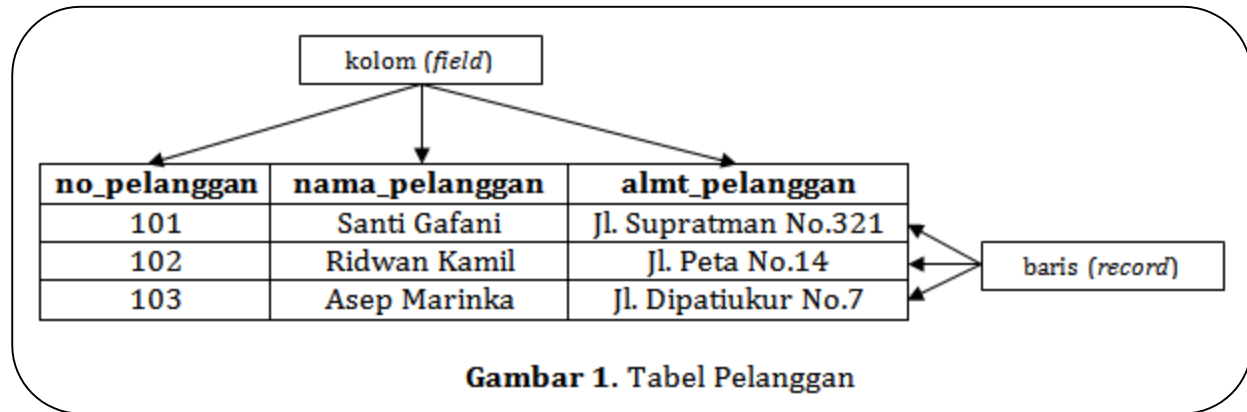 kolom (field)
no_pelanggan nama_pelanggan almt_pelanggan
101 Santi Gafani Jl. Supratman No.321
102 Ridwan Kamil Jl. Peta No.14
103 Asep Marinka Jl. Dipatiukur No.7
baris (record)
Gambar 1. Tabel Pelanggan